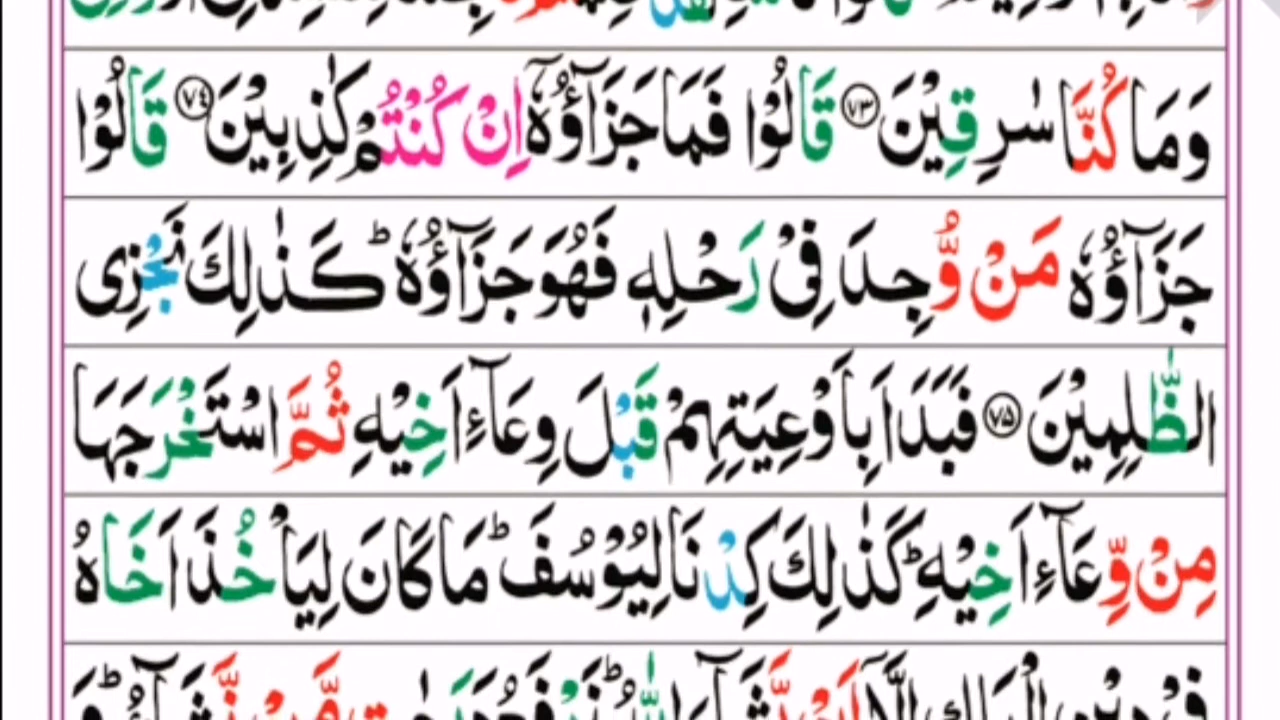 وَمَا كُنَّا سٰرِقِيْنَ ﴿٧٣﴾ قَالُوْا فَمَا جَزَآؤُهٗۤ اِنْ كُنْتُمْ كٰذِبِيْنَ ﴿٧٤﴾ قَالُوْا
جَزَآؤُهٗ مَنْ وُّجِدَ فِيْ رَحْلِهٖ فَهُوَ جَزَآؤُهٗ ؕ كَذٰلِكَ نَجْزِی
الظّٰلِمِيْنَ ﴿٧٥﴾ فَبَدَاَ بِاَوْعِيَتِهِمْ قَبْلَ وِعَآءِ اَخِيْهِ ثُمَّ اسْتَخْرَجَهَا
مِنْ وِّعَآءِ اَخِيْهِ ؕ كَذٰلِكَ كِدْنَا لِيُوْسُفَ ؕ مَا كَانَ لِيَاْخُذَ اَخَاهُ